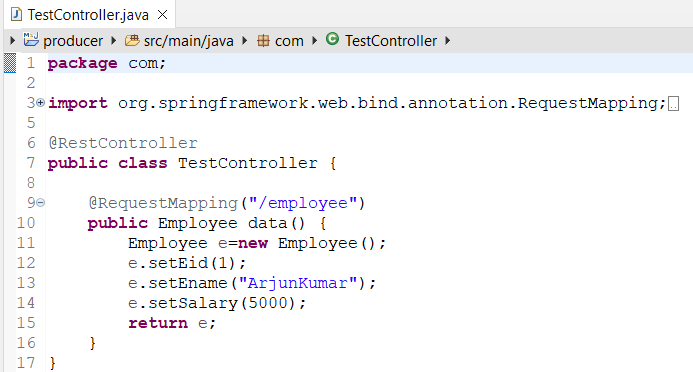 TestController.java
producer src/main/java com TestController
1 package com;
2
3 import org.springframework.web.bind.annotation.RequestMapping;
5
6 @RestController
7 public class TestController {
8
9 @RequestMapping("/employee")
10 public Employee data() {
11 Employee e=new Employee();
12 e.setEid(1);
13 e.setEname("ArjunKumar");
14 e.setSalary(5000);
15 return e;
16 }
17 }